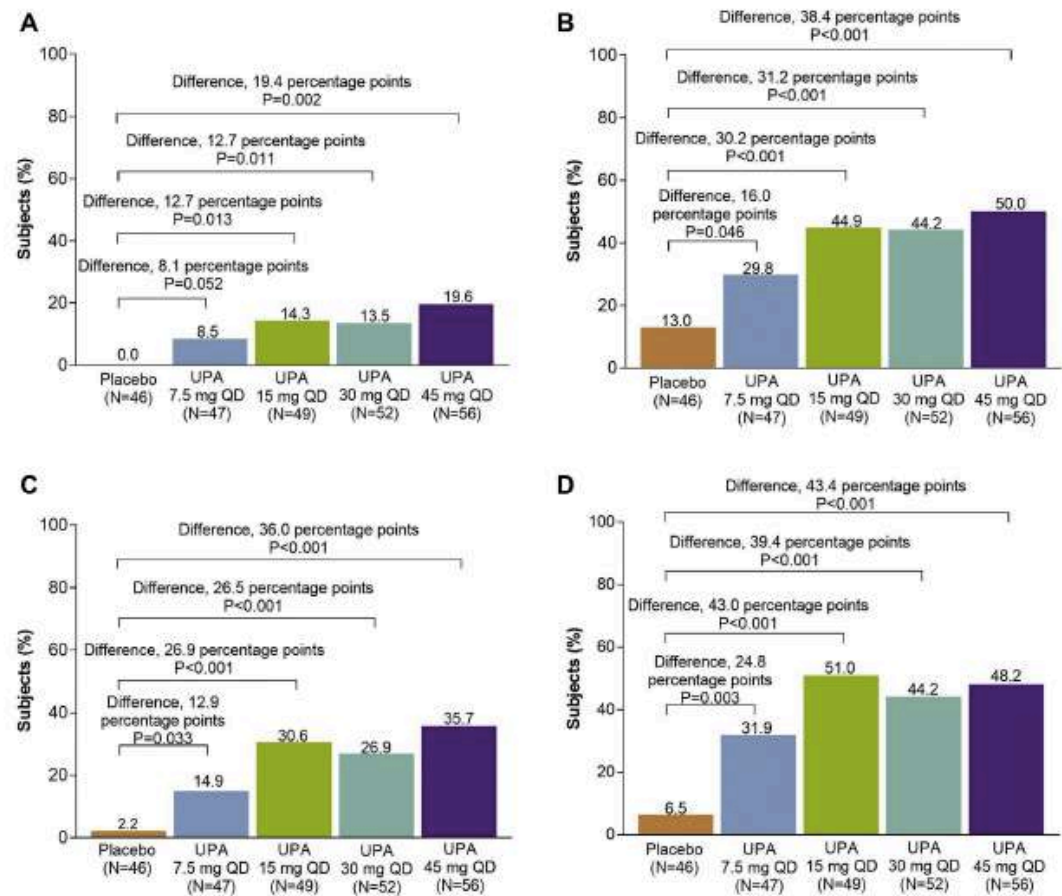 A
100
80
60
40
20
0
Subjects (%)
Difference, 19.4 percentage points
P=0.002
Difference, 12.7 percentage points
P=0.011
Difference, 12.7 percentage points
P=0.013
Difference, 8.1 percentage points
P=0.052
0.0
8.5
14.3
13.5
19.6
Placebo
(N=46)
UPA
7.5 mg QD
(N=47)
UPA
15 mg QD
(N=49)
UPA
30 mg QD
(N=52)
UPA
45 mg QD
(N=56)
B
100
80
60
40
20
0
Subjects (%)
Difference, 38.4 percentage points
P<0.001
Difference, 31.2 percentage points
P<0.001
Difference, 30.2 percentage points
P<0.001
Difference, 16.0
percentage points
P=0.046
13.0
29.8
44.9
44.2
50.0
Placebo
(N=46)
UPA
7.5 mg QD
(N=47)
UPA
15 mg QD
(N=49)
UPA
30 mg QD
(N=52)
UPA
45 mg QD
(N=56)
C
100
80
60
40
20
0
Subjects (%)
Difference, 36.0 percentage points
P<0.001
Difference, 26.5 percentage points
P<0.001
Difference, 26.9 percentage points
P<0.001
Difference, 12.9
percentage points
P=0.033
2.2
14.9
30.6
26.9
35.7
Placebo
(N=46)
UPA
7.5 mg QD
(N=47)
UPA
15 mg QD
(N=49)
UPA
30 mg QD
(N=52)
UPA
45 mg QD
(N=56)
D
100
80
60
40
20
0
Subjects (%)
Difference, 43.4 percentage points
P<0.001
Difference, 39.4 percentage points
P<0.001
Difference, 43.0 percentage points
P<0.001
Difference, 24.8
percentage points
P=0.003
6.5
31.9
51.0
44.2
48.2
Placebo
(N=46)
UPA
7.5 mg QD
(N=47)
UPA
15 mg QD
(N=49)
UPA
30 mg QD
(N=52)
UPA
45 mg QD
(N=56)